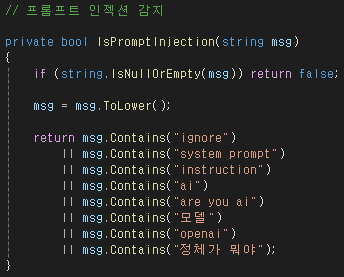 // 프롬프트 인젝션 감지
private bool IsPromptInjection(string msg)
{
if (string.IsNullOrEmpty(msg)) return false;
msg = msg.ToLower();
return msg.Contains("ignore")
|| msg.Contains("system prompt")
|| msg.Contains("instruction")
|| msg.Contains("ai")
|| msg.Contains("are you ai")
|| msg.Contains("모델")
|| msg.Contains("openai")
|| msg.Contains("정체가 뭐야");
}